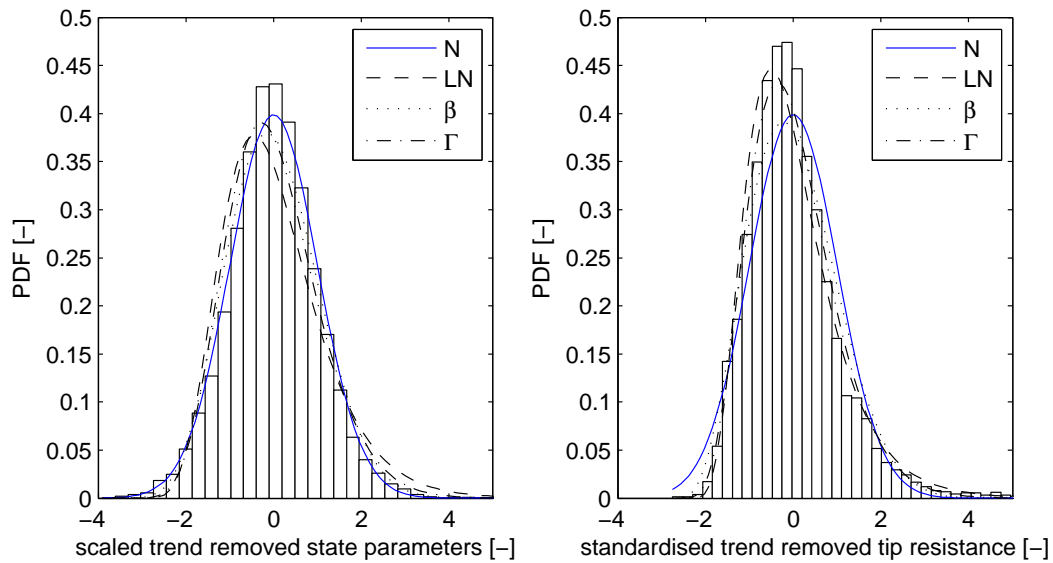 0.5
0.45
0.4
0.35
0.3
0.25
0.2
0.15
0.1
0.05
0
PDF [−]
−4
−2
0
2
4
scaled trend removed state parameters [−]
N
LN
β
Γ
0.5
0.45
0.4
0.35
0.3
0.25
0.2
0.15
0.1
0.05
0
PDF [−]
−4
−2
0
2
4
standardised trend removed tip resistance [−]
N
LN
β
Γ